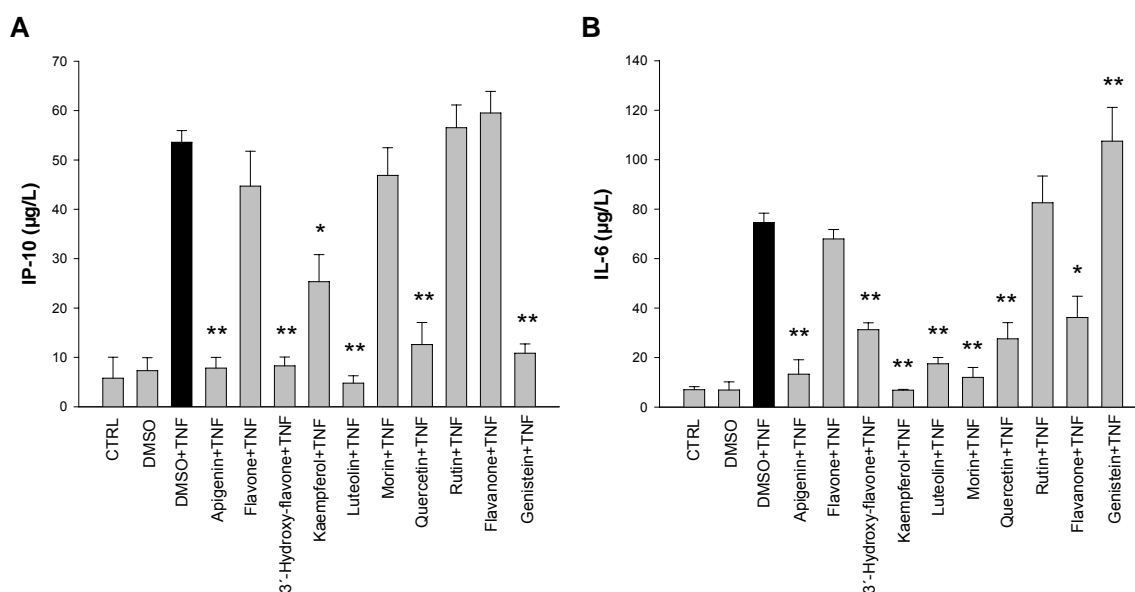 A
IP-10 (µg/L)
70
60
50
40
30
20
10
0
**
**
*
**
**
**
CTRL
DMSO
DMSO+TNF
Apigenin+TNF
Flavone+TNF
3´-Hydroxy-flavone+TNF
Kaempferol+TNF
Luteolin+TNF
Morin+TNF
Quercetin+TNF
Rutin+TNF
Flavanone+TNF
Genistein+TNF
B
IL-6 (µg/L)
140
120
100
80
60
40
20
0
**
**
**
**
**
**
*
**
CTRL
DMSO
DMSO+TNF
Apigenin+TNF
Flavone+TNF
3´-Hydroxy-flavone+TNF
Kaempferol+TNF
Luteolin+TNF
Morin+TNF
Quercetin+TNF
Rutin+TNF
Flavanone+TNF
Genistein+TNF